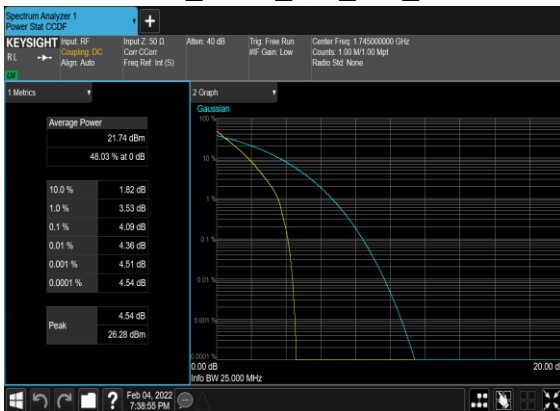 Spectrum Analyzer 1
Power Stat CCDF
KEYSIGHT
RL
LV
Input: RF
Coupling: DC
Align: Auto
Input Z: 50 Ω
Corr CCorr
Freq Ref: Int (S)
Atten: 40 dB
Trig: Free Run
#IF Gain: Low
Center Freq: 1.745000000 GHz
Counts: 1.00 M/1.00 Mpt
Radio Std: None
1 Metrics
Average Power
21.74 dBm
48.03 % at 0 dB
10.0 % 1.82 dB
1.0 % 3.53 dB
0.1 % 4.09 dB
0.01 % 4.36 dB
0.001 % 4.51 dB
0.0001 % 4.54 dB
Peak
4.54 dB
26.28 dBm
2 Graph
Gaussian
100 %
10 %
1 %
0.1 %
0.01 %
0.001 %
0.0001 %
0.00 dB
20.00 d
Info BW 25.000 MHz
?
Feb 04, 2022
7:38:55 PM